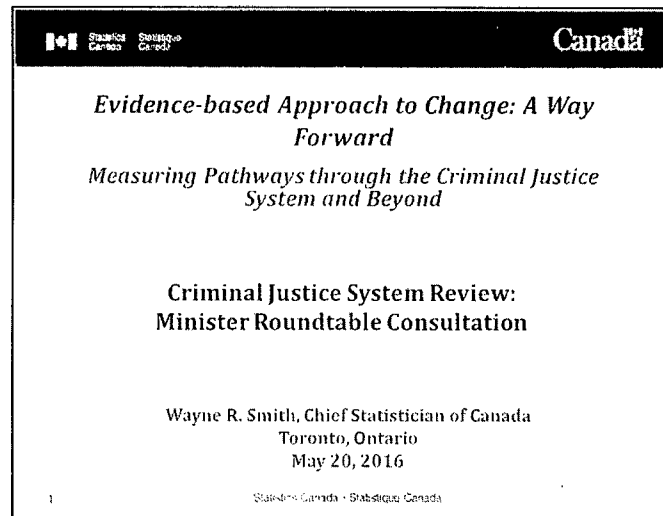 Statistics Statistique
Canada Canada
Canada
Evidence-based Approach to Change: A Way
Forward
Measuring Pathways through the Criminal Justice
System and Beyond
Criminal Justice System Review:
Minister Roundtable Consultation
Wayne R. Smith, Chief Statistician of Canada
Toronto, Ontario
May 20, 2016
1 Statistics Canada • Statistique Canada